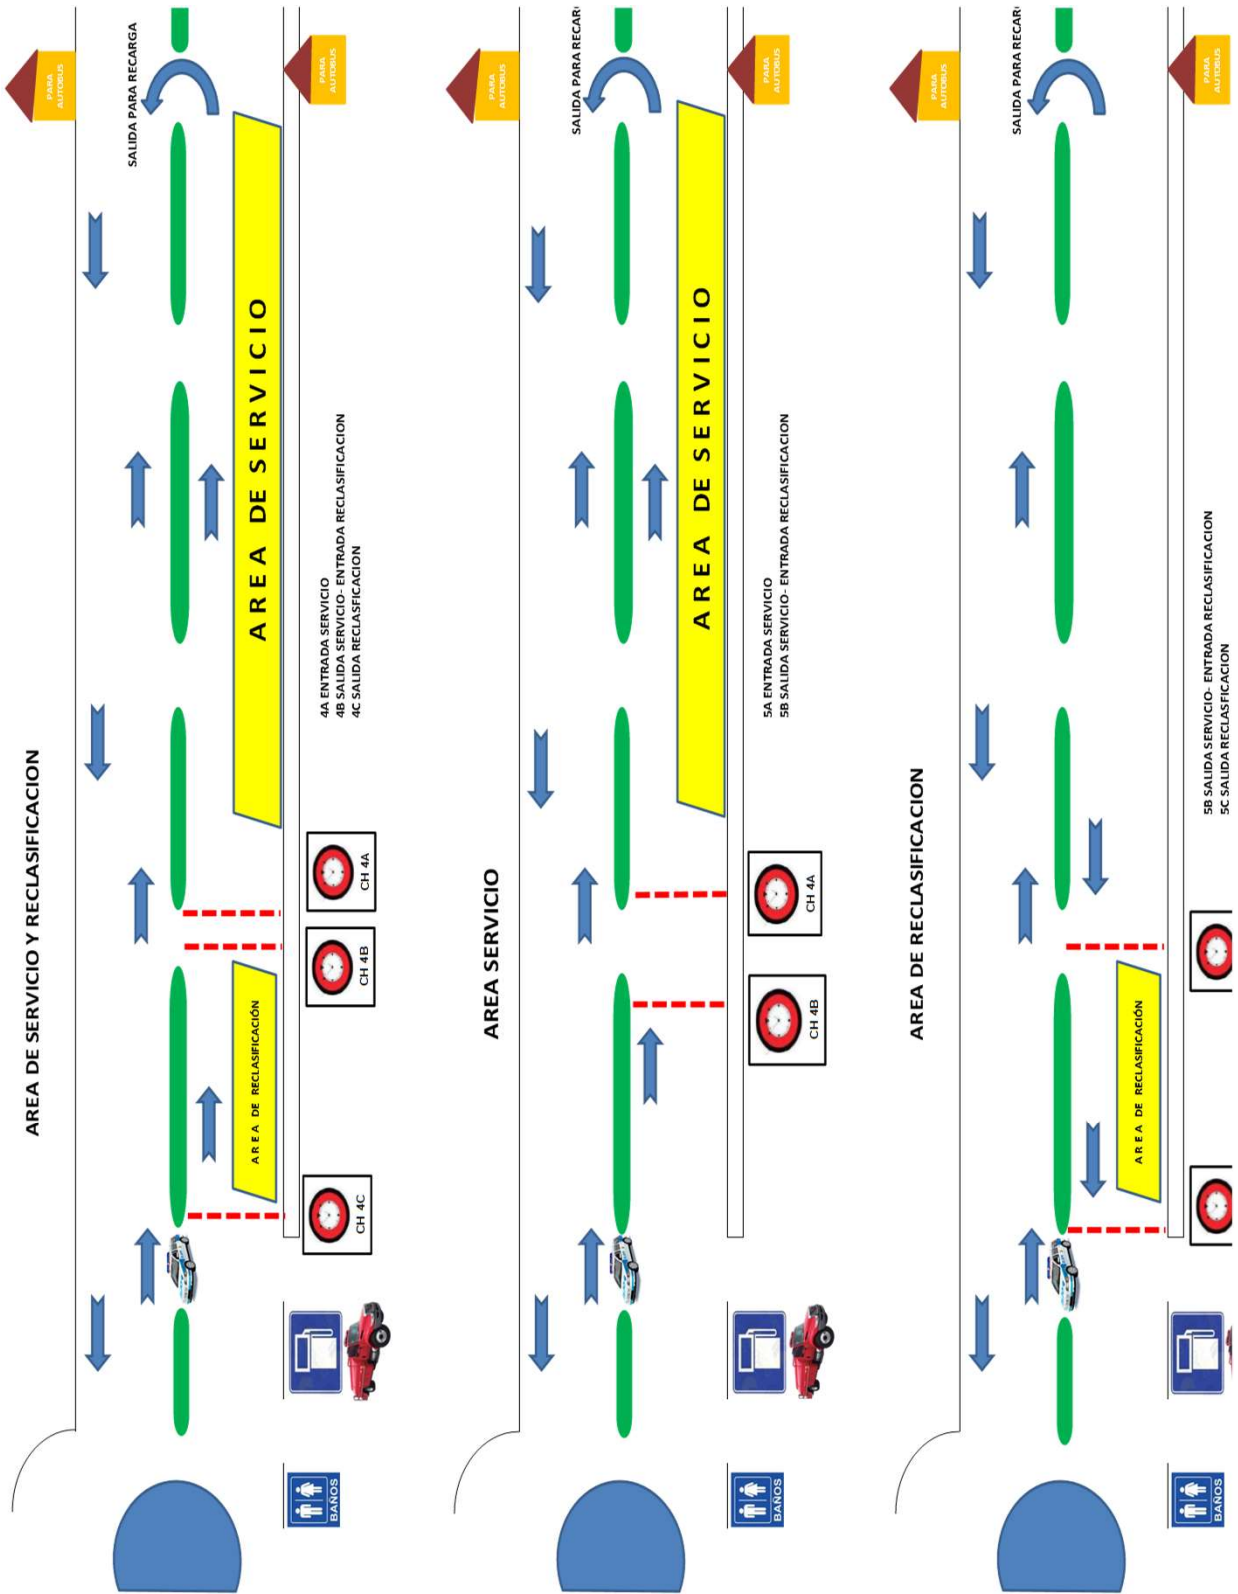 AREA DE SERVICIO Y RECLASIFICACION
PARA
AUTOBUS
SALIDA PARA RECARGA
AREA DE SERVICIO
AREA DE RECLASIFICACIÓN
PARA
AUTOBUS
4A ENTRADA SERVICIO
4B SALIDA SERVICIO- ENTRADA RECLASIFICACION
4C SALIDA RECLASFICACION
CH 4C
CH 4B
CH 4A
BAÑOS
AREA SERVICIO
PARA
AUTOBUS
SALIDA PARA RECAR
AREA DE SERVICIO
PARA
AUTOBUS
5A ENTRADA SERVICIO
5B SALIDA SERVICIO- ENTRADA RECLASIFICACION
CH 4B
CH 4A
BAÑOS
AREA DE RECLASIFICACION
PARA
AUTOBUS
SALIDA PARA RECAR
AREA DE RECLASIFICACIÓN
PARA
AUTOBUS
5B SALIDA SERVICIO- ENTRADA RECLASIFICACION
5C SALIDA RECLASFICACION
BAÑOS